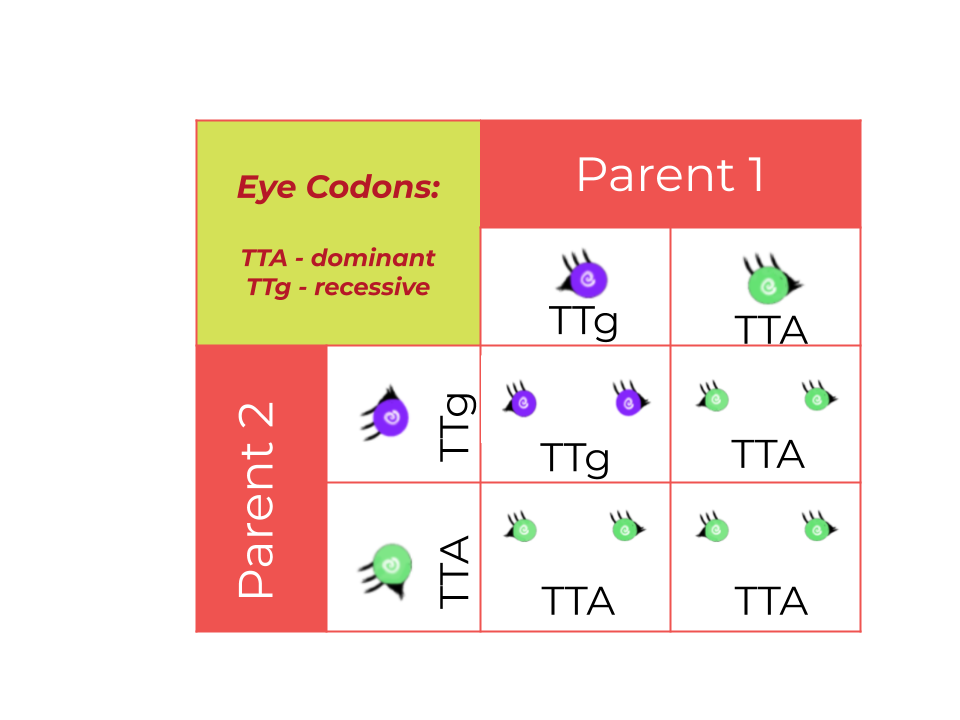 Eye Codons:
TTA - dominant
TTg - recessive
Parent 1
TTg
TTA
Parent 2
TTg
TTg
TTA
TTA
TTA
TTA